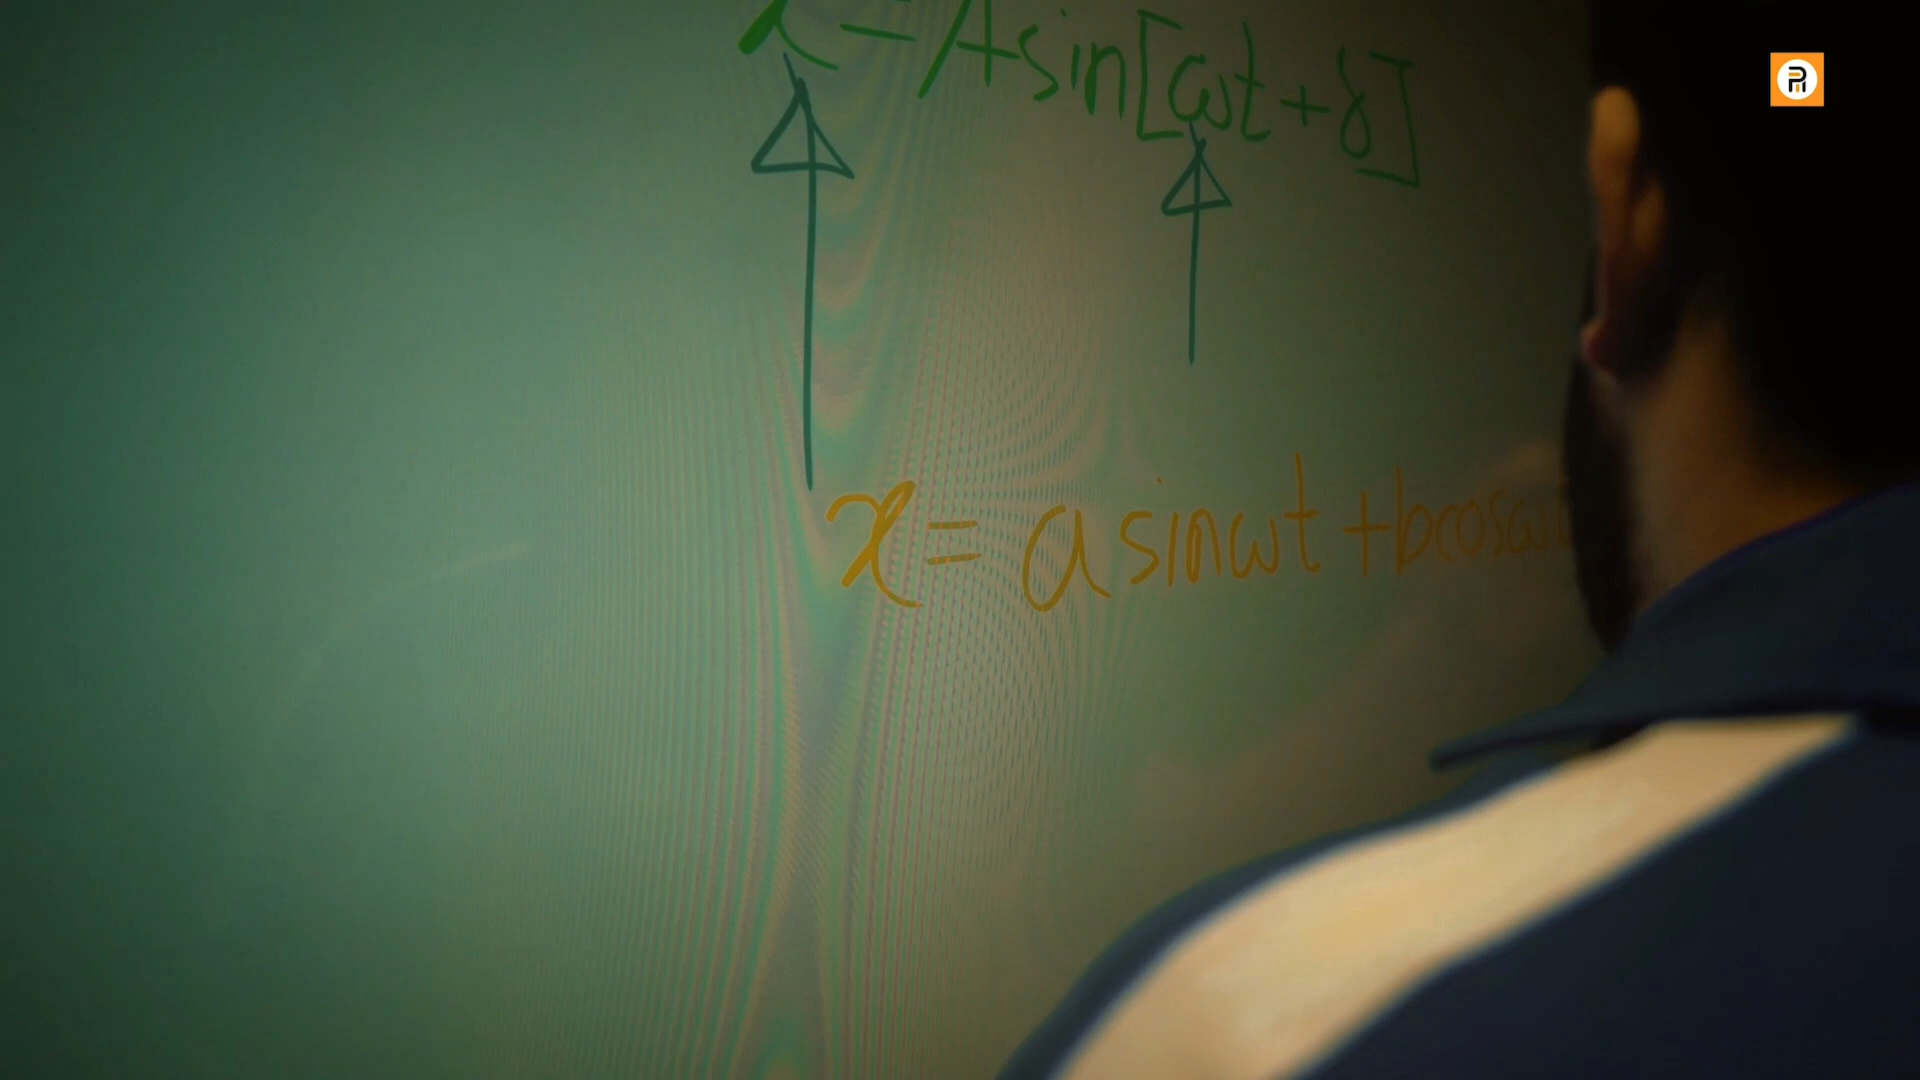 x = A sin[ωt + δ]
x = a sinωt + bcosω